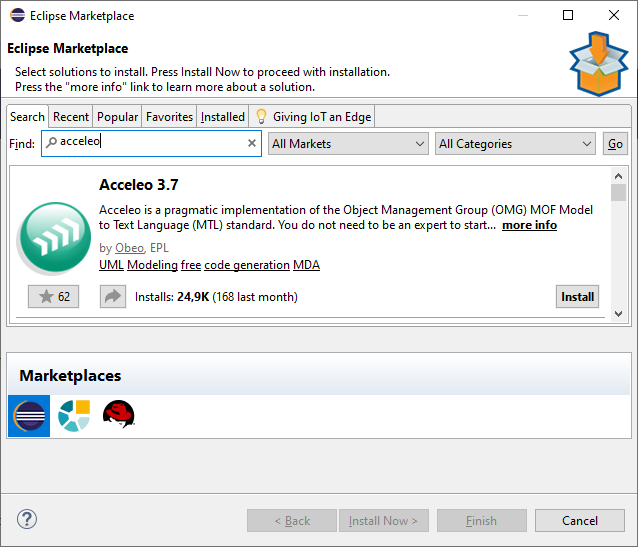 Eclipse Marketplace
Eclipse Marketplace
Select solutions to install. Press Install Now to proceed with installation.
Press the "more info" link to learn more about a solution.
Search Recent Popular Favorites Installed Giving IoT an Edge
Find: acceleo All Markets All Categories Go
Acceleo 3.7
Acceleo is a pragmatic implementation of the Object Management Group (OMG) MOF Model
to Text Language (MTL) standard. You do not need to be an expert to start... more info
by Obeo, EPL
UML Modeling free code generation MDA
62 Installs: 24,9K (168 last month) Install
Marketplaces
? < Back Install Now > Finish Cancel